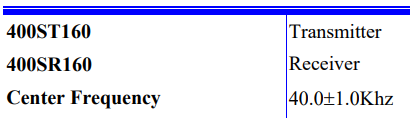 400ST160 Transmitter
400SR160 Receiver
Center Frequency 40.0±1.0Khz